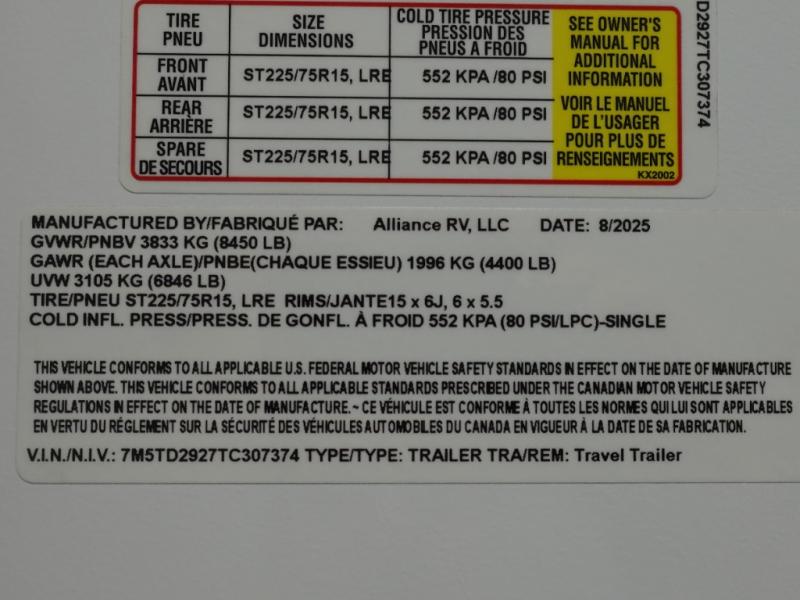 TIRE SIZE COLD TIRE PRESSURE
PNEU DIMENSIONS PRESSION DES
PNEUS A FROID
FRONT
AVANT ST225/75R15, LRE 552 KPA /80 PSI
REAR
ARRIÈRE ST225/75R15, LRE 552 KPA /80 PSI
SPARE
DE SECOURS ST225/75R15, LRE 552 KPA /80 PSI
SEE OWNER'S
MANUAL FOR
ADDITIONAL
INFORMATION
VOIR LE MANUEL
DE L'USAGER
POUR PLUS DE
RENSEIGNEMENTS
KX2002
D2927TC307374
MANUFACTURED BY/FABRIQUÉ PAR: Alliance RV, LLC DATE: 8/2025
GVWR/PNBV 3833 KG (8450 LB)
GAWR (EACH AXLE)/PNBE(CHAQUE ESSIEU) 1996 KG (4400 LB)
UVW 3105 KG (6846 LB)
TIRE/PNEU ST225/75R15, LRE RIMS/JANTE15 x 6J, 6 x 5.5
COLD INFL. PRESS/PRESS. DE GONFL. À FROID 552 KPA (80 PSI/LPC)-SINGLE
THIS VEHICLE CONFORMS TO ALL APPLICABLE U.S. FEDERAL MOTOR VEHICLE SAFETY STANDARDS IN EFFECT ON THE DATE OF MANUFACTURE
SHOWN ABOVE. THIS VEHICLE CONFORMS TO ALL APPLICABLE STANDARDS PRESCRIBED UNDER THE CANADIAN MOTOR VEHICLE SAFETY
REGULATIONS IN EFFECT ON THE DATE OF MANUFACTURE. ~ CE VÉHICULE EST CONFORME À TOUTES LES NORMES QUI LUI SONT APPLICABLES
EN VERTU DU RÉGLEMENT SUR LA SÉCURITÉ DES VÉHICULES AUTOMOBILES DU CANADA EN VIGUEUR À LA DATE DE SA FABRICATION.
V.I.N./N.I.V.: 7M5TD2927TC307374 TYPE/TYPE: TRAILER TRA/REM: Travel Trailer